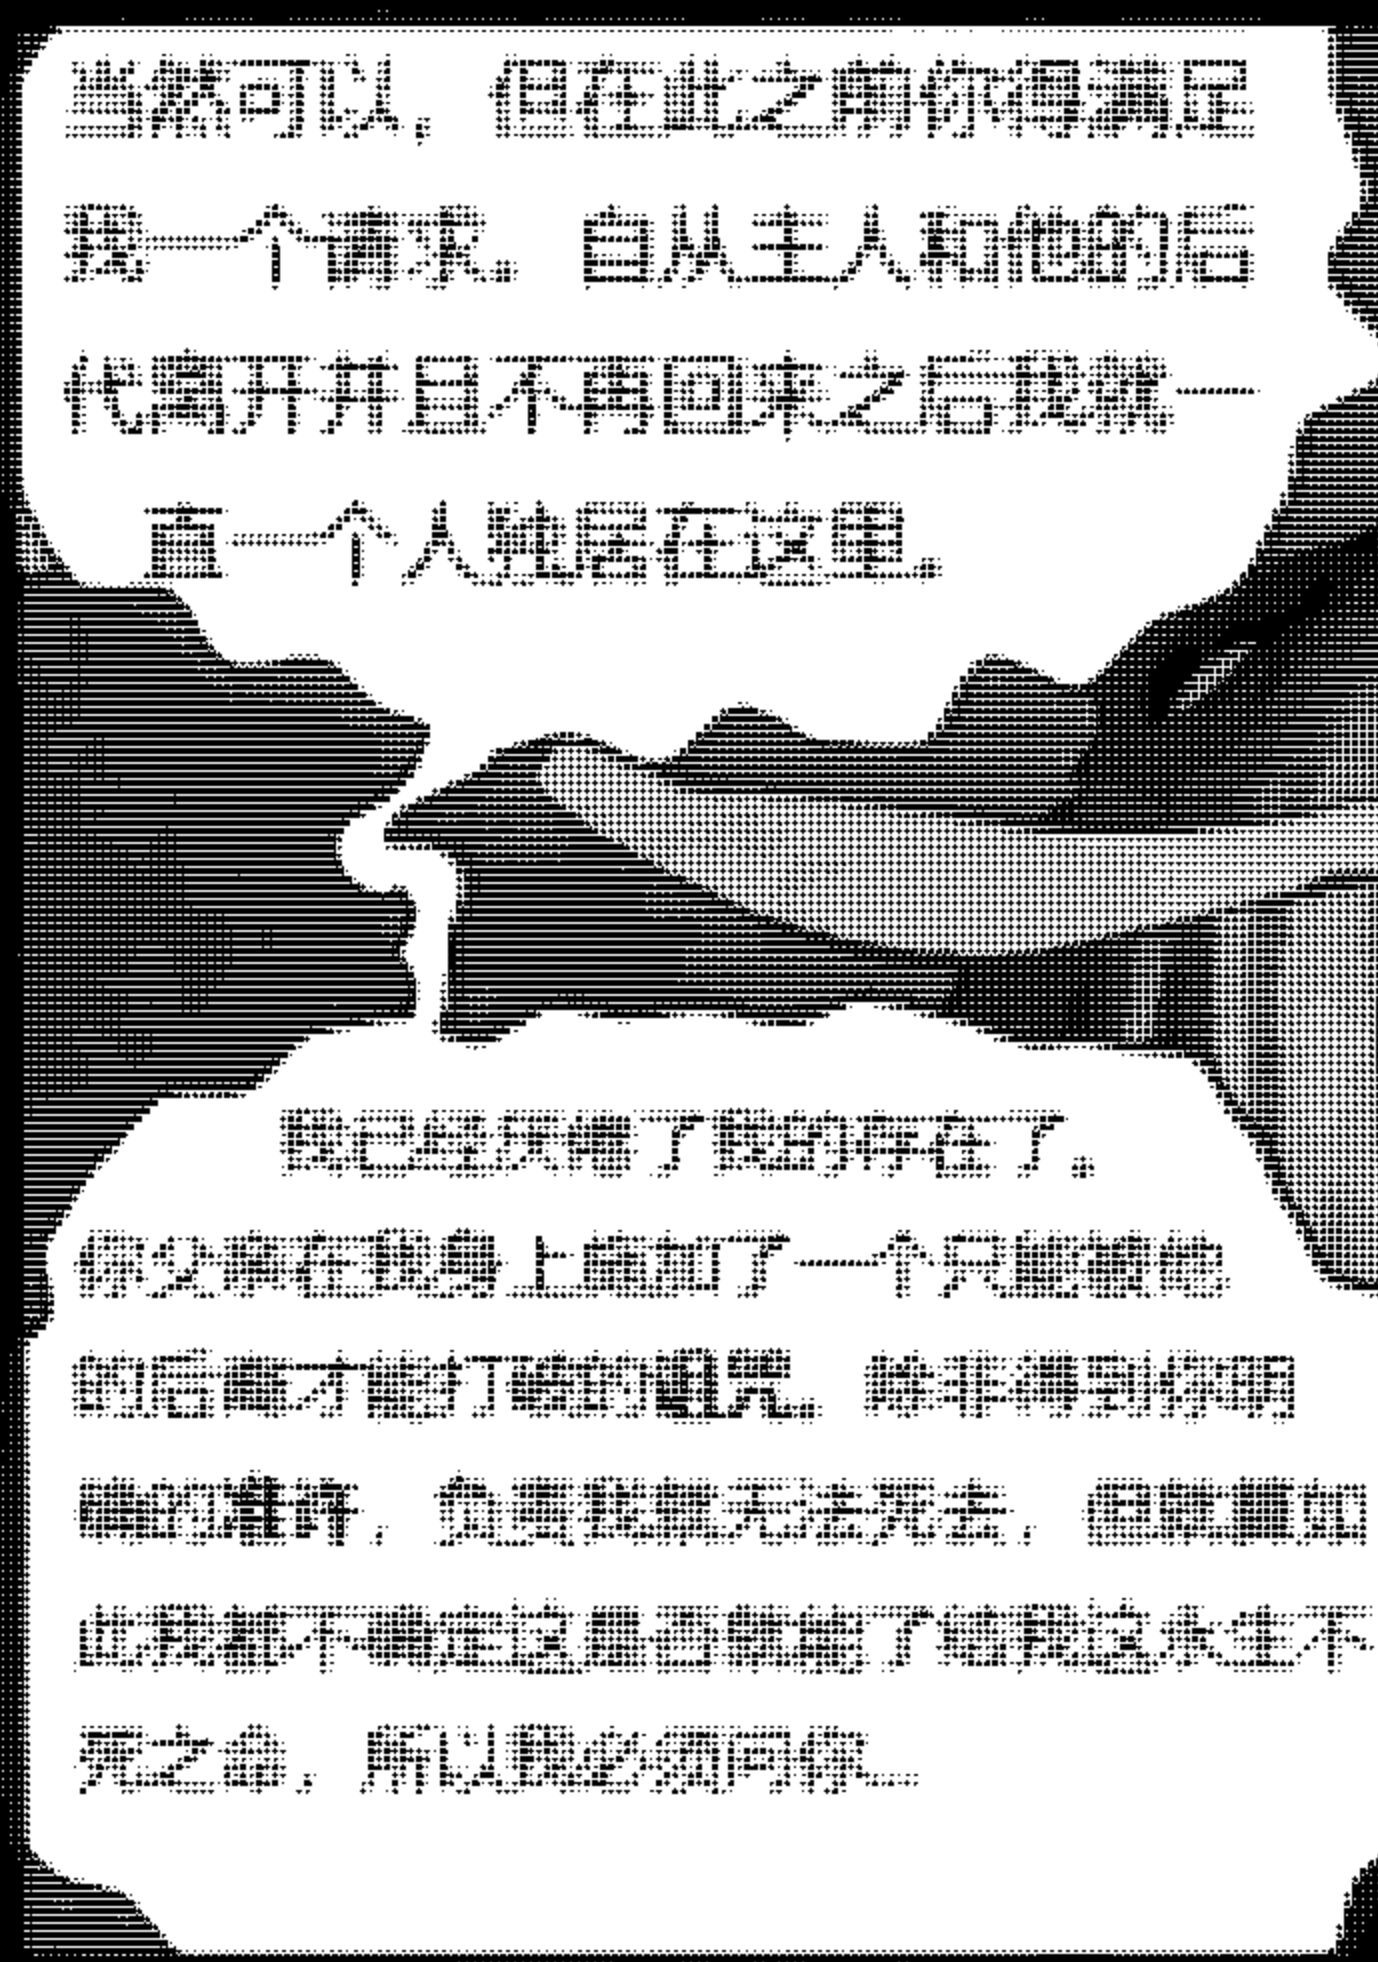 当然可以，但在此之前你得满足
我一个请求。自从主人和他的后
代离开并且不再回来之后我就一
直一个人独居在这里。
我已经厌倦了我的存在了。
你父亲在我身上施加了一个只能被他
的后裔才能打破的诅咒。除非得到你明
确的准许，否则我就无法死去，但即便如
此我都不确定这是否能够了结我这永生不
死之命，所以我必须问你…